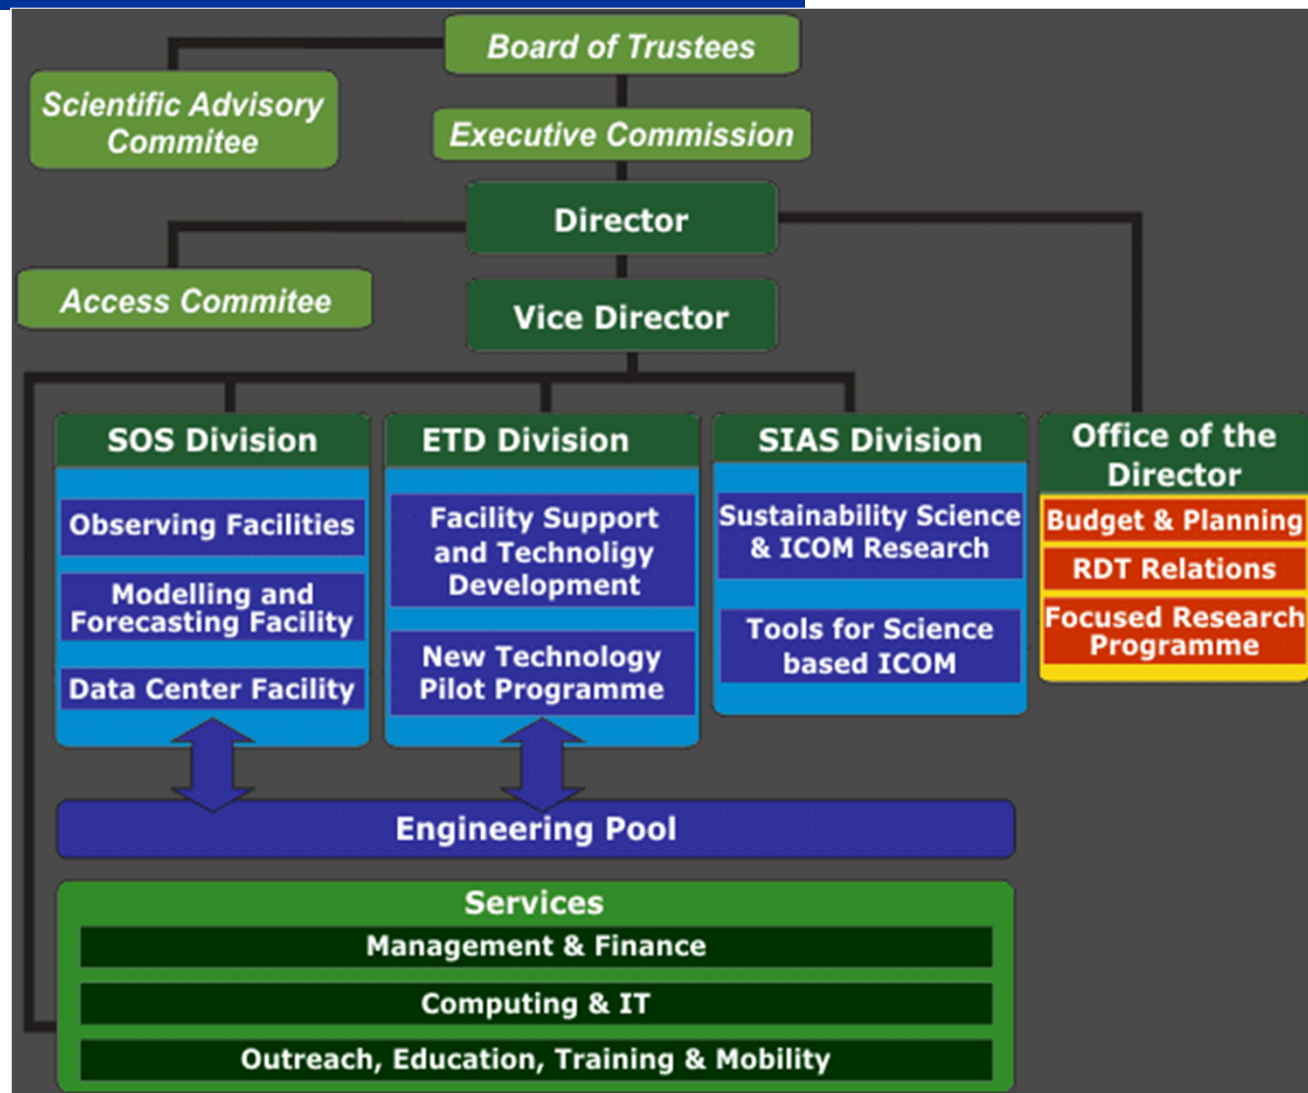 Board of Trustees
Scientific Advisory
Commitee
Executive Commission
Director
Access Commitee
Vice Director
SOS Division
Observing Facilities
Modelling and
Forecasting Facility
Data Center Facility
ETD Division
Facility Support
and Technoligy
Development
New Technology
Pilot Programme
SIAS Division
Sustainability Science
& ICOM Research
Tools for Science
based ICOM
Office of the
Director
Budget & Planning
RDT Relations
Focused Research
Programme
Engineering Pool
Services
Management & Finance
Computing & IT
Outreach, Education, Training & Mobility